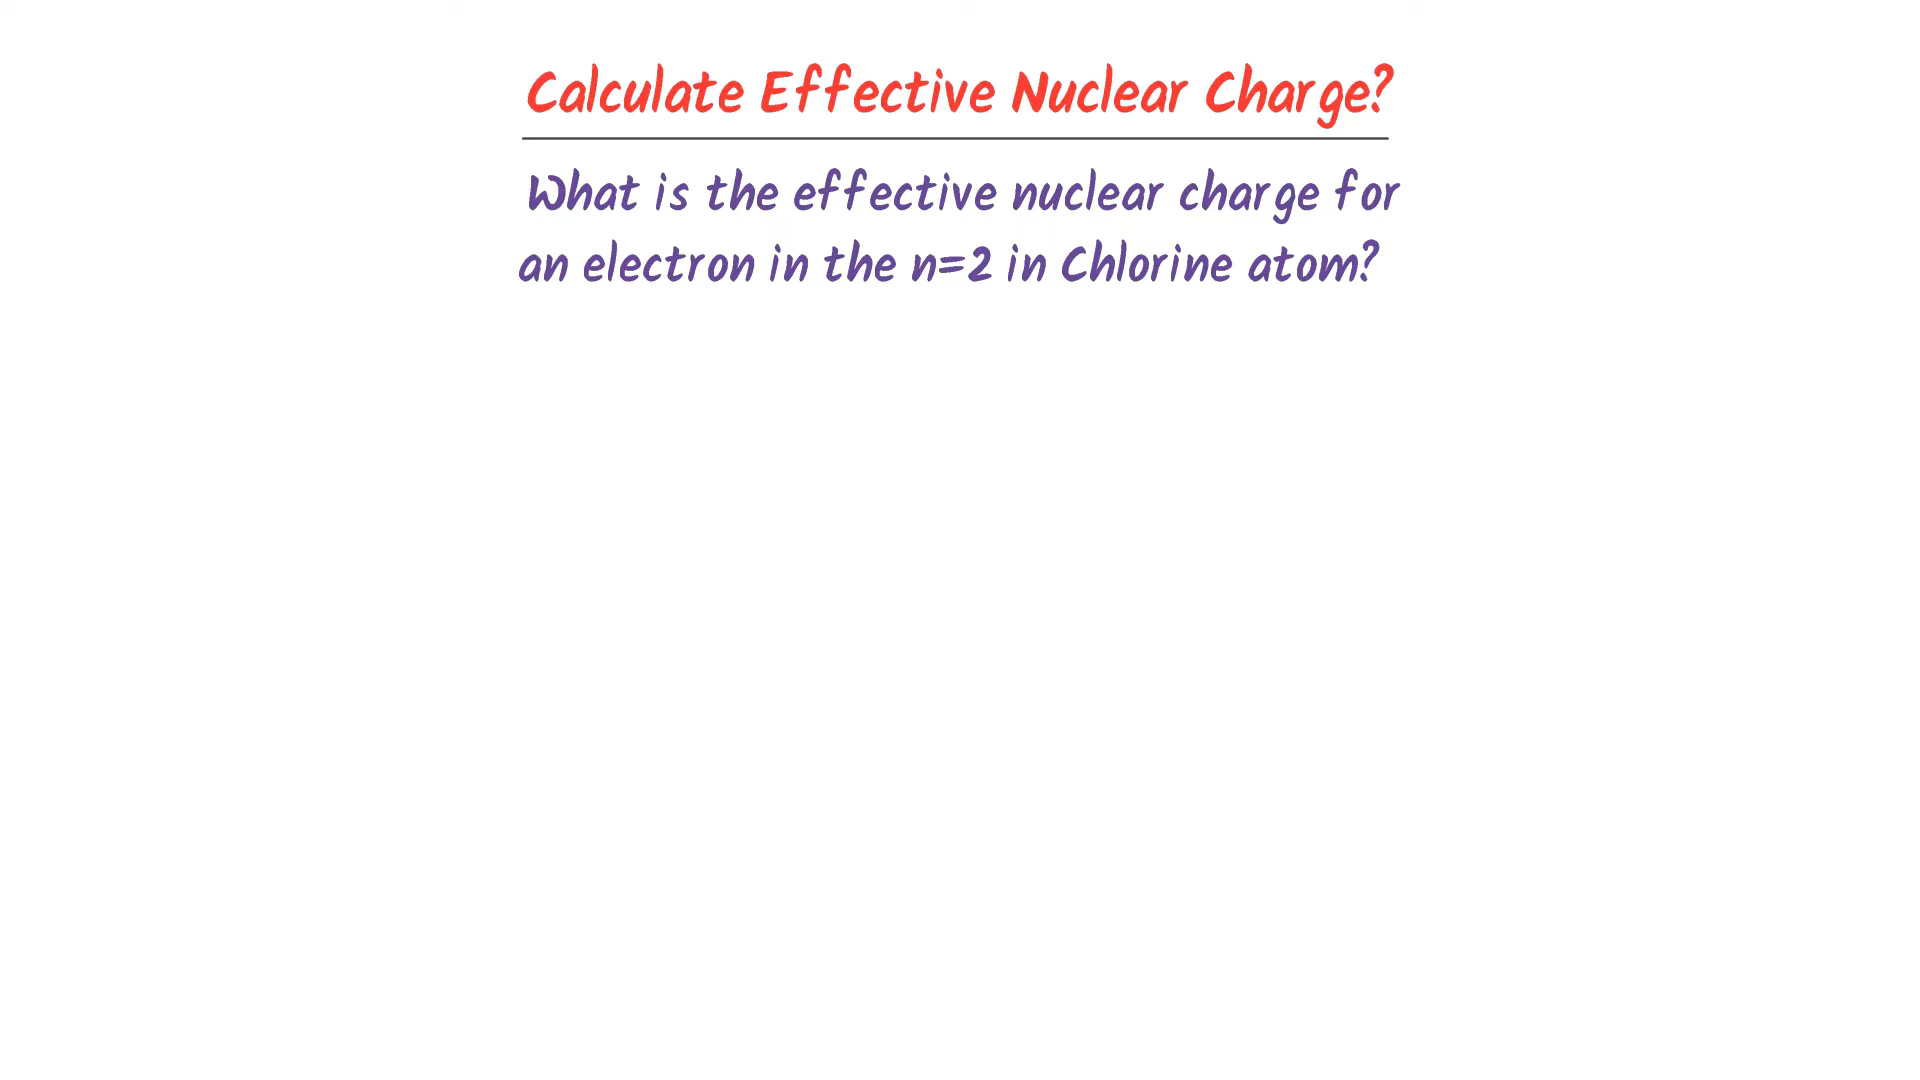 Calculate Effective Nuclear Charge?
What is the effective nuclear charge for
an electron in the n=2 in Chlorine atom?